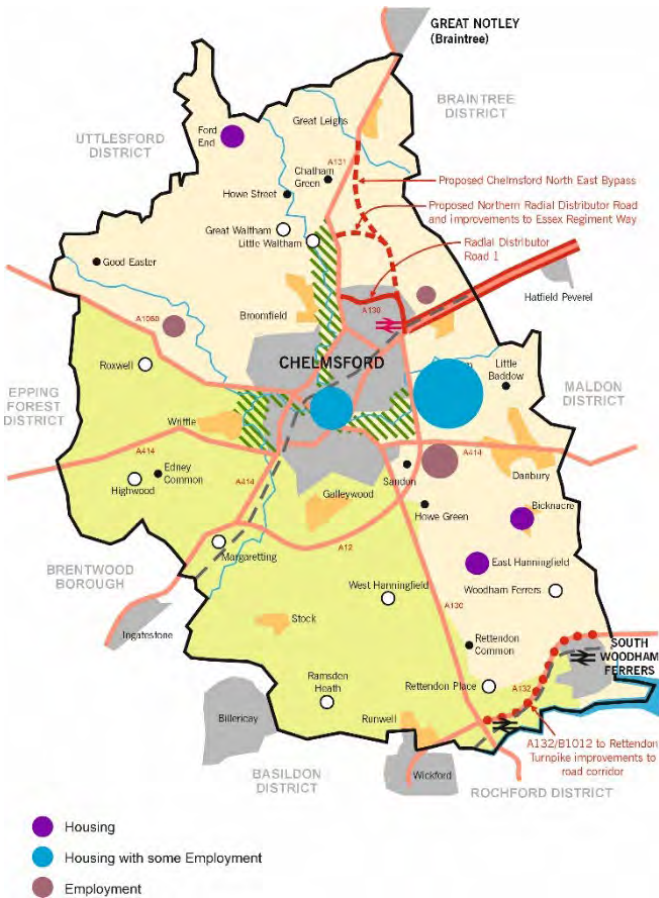 GREAT NOTLEY
(Braintree)
BRAINTREE
DISTRICT
UTTLESFORD
DISTRICT
Great Leighs
Ford
End
A131
Chatham
Green
Howe Street
Proposed Chelmsford North East Bypass
Proposed Northern Radial Distributor Road
and improvements to Essex Regiment Way
Great Waltham
Little Waltham
Radial Distributor
Road 1
Good Easter
Hatfield Peverel
Broomfield
A130
A1060
CHELMSFORD
Roxwell
Little
Baddow
EPPING
FOREST
DISTRICT
MALDON
DISTRICT
Writtle
A414
A414
Edney
Common
Highwood
A414
Sandon
Danbury
Galleywood
Howe Green
Bicknacre
A12
Margaretting
East Hanningfield
BRENTWOOD
BOROUGH
West Hanningfield
Woodham Ferrers
A130
Ingatestone
Stock
Rettendon
Common
SOUTH
WOODHAM
FERRERS
Ramsden
Heath
Rettendon Place
A132
Billericay
Runwell
A132/B1012 to Rettendon
Turnpike improvements to
road corridor
BASILDON
DISTRICT
Wickford
ROCHFORD DISTRICT
Housing
Housing with some Employment
Employment